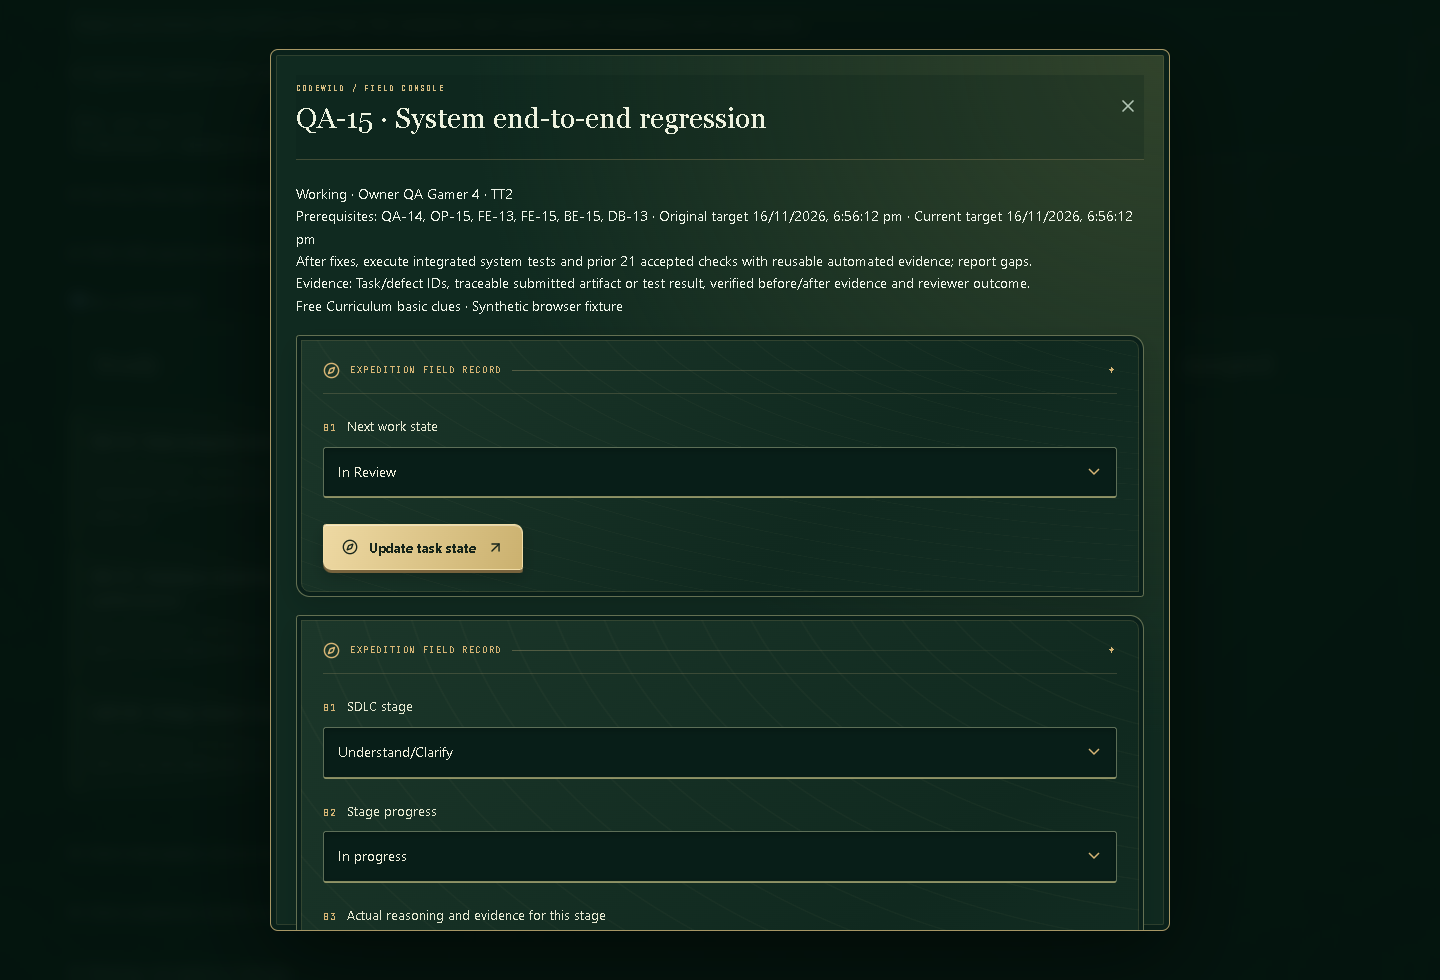 CODEWILD / FIELD CONSOLE
QA-15 · System end-to-end regression
Working · Owner QA Gamer 4 · TT2
Prerequisites: QA-14, OP-15, FE-13, FE-15, BE-15, DB-13 · Original target 16/11/2026, 6:56:12 pm · Current target 16/11/2026, 6:56:12
pm
After fixes, execute integrated system tests and prior 21 accepted checks with reusable automated evidence; report gaps.
Evidence: Task/defect IDs, traceable submitted artifact or test result, verified before/after evidence and reviewer outcome.
Free Curriculum basic clues · Synthetic browser fixture
EXPEDITION FIELD RECORD
01 Next work state
In Review
Update task state
EXPEDITION FIELD RECORD
01 SDLC stage
Understand/Clarify
02 Stage progress
In progress
03 Actual reasoning and evidence for this stage